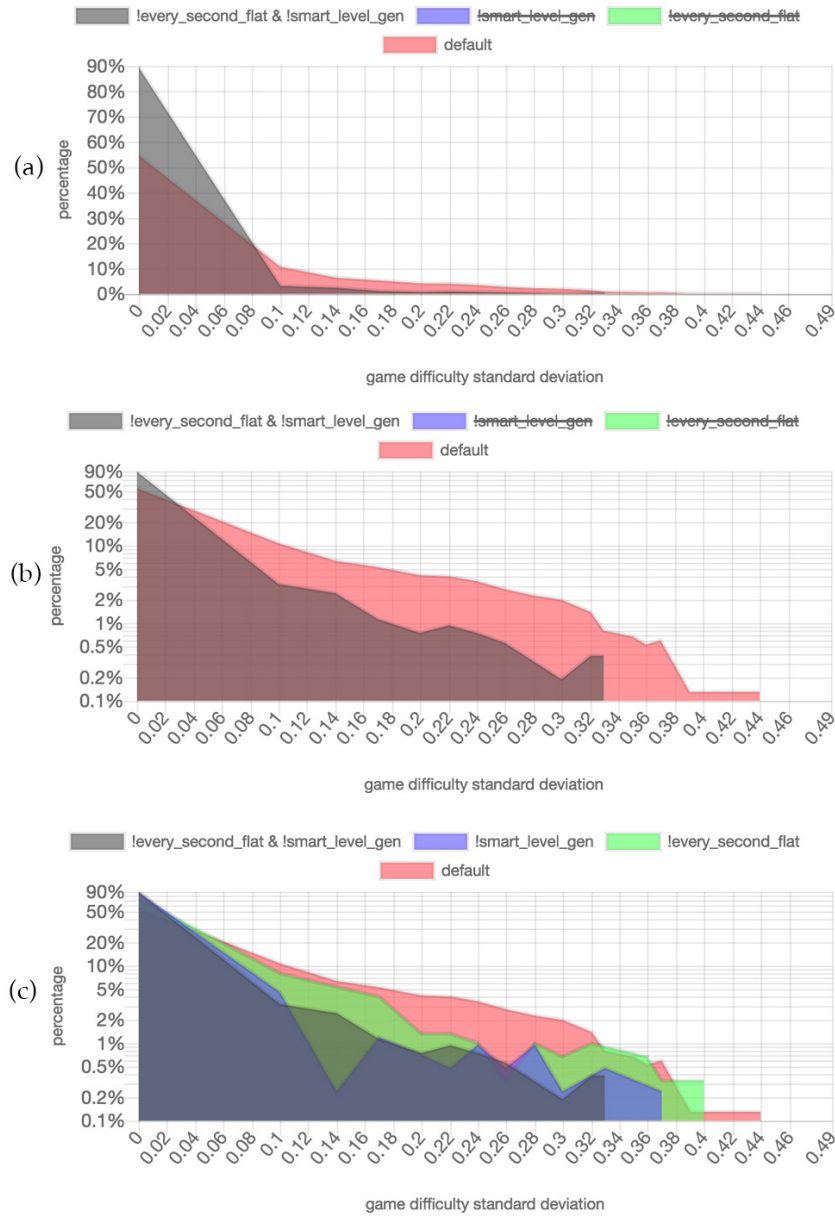 !every_second_flat & !smart_level_gen !smart_level_gen !every_second_flat
default
(a)
percentage
90%
80%
70%
60%
50%
40%
30%
20%
10%
0%
0 0.02 0.04 0.06 0.08 0.1 0.12 0.14 0.16 0.18 0.2 0.22 0.24 0.26 0.28 0.3 0.32 0.34 0.36 0.38 0.4 0.42 0.44 0.46 0.49
game difficulty standard deviation
!every_second_flat & !smart_level_gen !smart_level_gen !every_second_flat
default
(b)
percentage
90%
50%
20%
10%
5%
2%
1%
0.5%
0.2%
0.1%
0 0.02 0.04 0.06 0.08 0.1 0.12 0.14 0.16 0.18 0.2 0.22 0.24 0.26 0.28 0.3 0.32 0.34 0.36 0.38 0.4 0.42 0.44 0.46 0.49
game difficulty standard deviation
!every_second_flat & !smart_level_gen !smart_level_gen !every_second_flat
default
(c)
percentage
90%
50%
20%
10%
5%
2%
1%
0.5%
0.2%
0.1%
0 0.02 0.04 0.06 0.08 0.1 0.12 0.14 0.16 0.18 0.2 0.22 0.24 0.26 0.28 0.3 0.32 0.34 0.36 0.38 0.4 0.42 0.44 0.46 0.49
game difficulty standard deviation